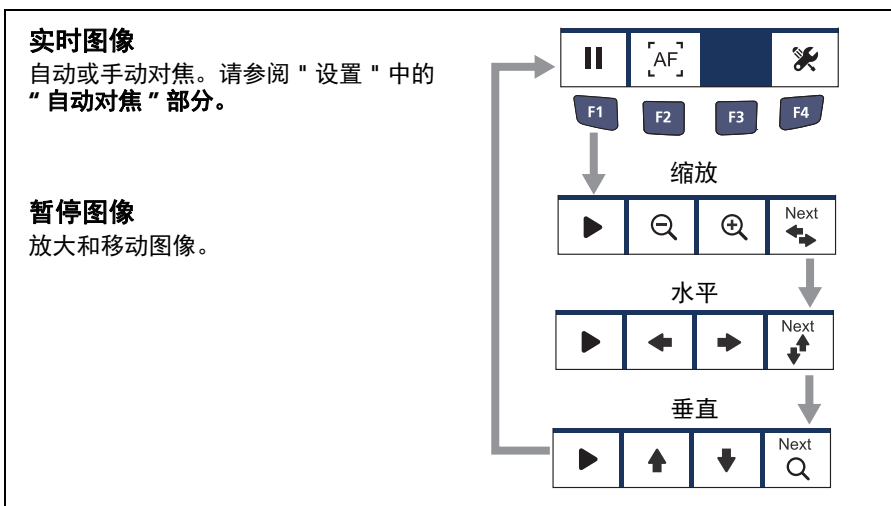 实时图像
自动或手动对焦。请参阅 " 设置 " 中的
“ 自动对焦 ” 部分。
AF
F1 F2 F3 F4
缩放
暂停图像
放大和移动图像。
Next
水平
Next
垂直
Next